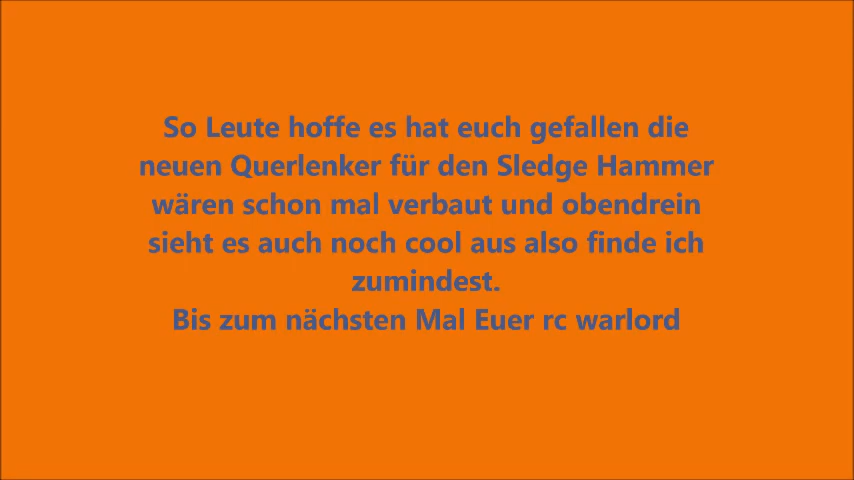 So Leute hoffe es hat euch gefallen die
neuen Querlenker für den Sledge Hammer
wären schon mal verbaut und obendrein
sieht es auch noch cool aus also finde ich
zumindest.
Bis zum nächsten Mal Euer rc warlord